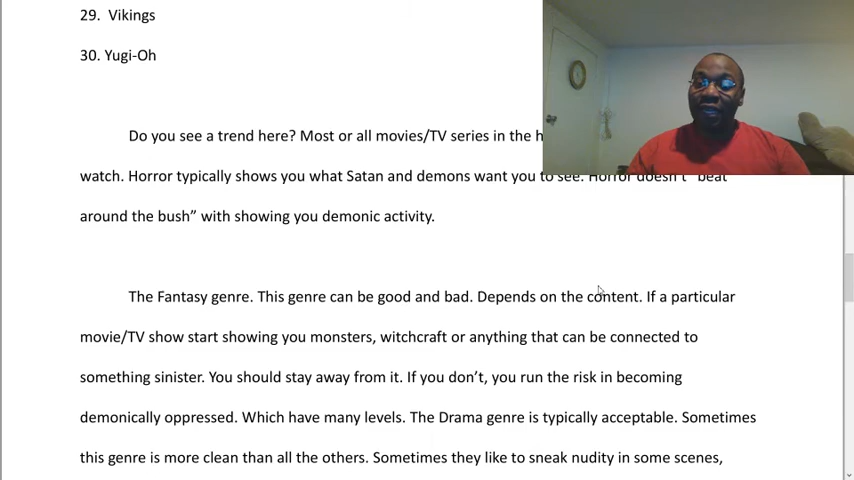 29. Vikings
30. Yugi-Oh
Do you see a trend here? Most or all movies/TV series in the h
watch. Horror typically shows you what Satan and demons want you to see. Horror doesn't "beat
around the bush” with showing you demonic activity.
The Fantasy genre. This genre can be good and bad. Depends on the content. If a particular
movie/TV show start showing you monsters, witchcraft or anything that can be connected to
something sinister. You should stay away from it. If you don’t, you run the risk in becoming
demonically oppressed. Which have many levels. The Drama genre is typically acceptable. Sometimes
this genre is more clean than all the others. Sometimes they like to sneak nudity in some scenes,